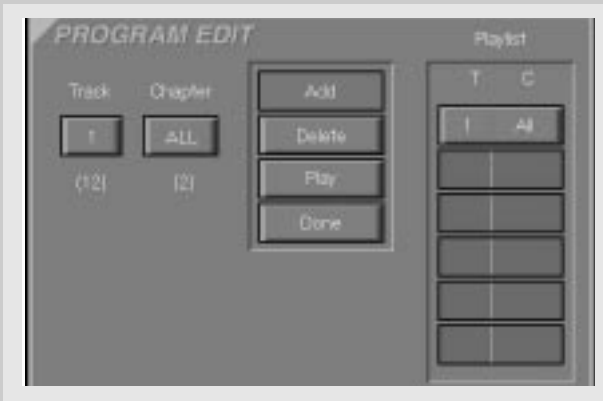 PROGRAM EDIT
Playlist
Track Chapter
T C
Add
1 ALL
1 All
Delete
(12) (2)
Play
Done